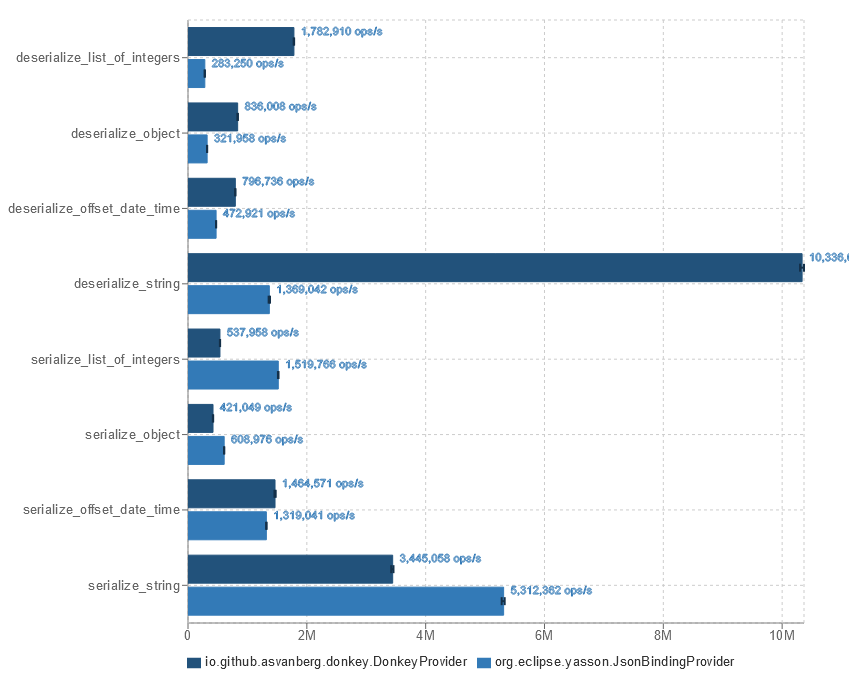 1,782,910 ops/s
deserialize_list_of_integers
283,250 ops/s
836,008 ops/s
deserialize_object
321,958 ops/s
796,736 ops/s
deserialize_offset_date_time
472,921 ops/s
10,336,
deserialize_string
1,369,042 ops/s
537,958 ops/s
serialize_list_of_integers
1,519,766 ops/s
421,049 ops/s
serialize_object
608,976 ops/s
1,464,571 ops/s
serialize_offset_date_time
1,319,041 ops/s
3,445,058 ops/s
serialize_string
5,312,362 ops/s
0 2M 4M 6M 8M 10M
io.github.asvanberg.donkey.DonkeyProvider org.eclipse.yasson.JsonBindingProvider